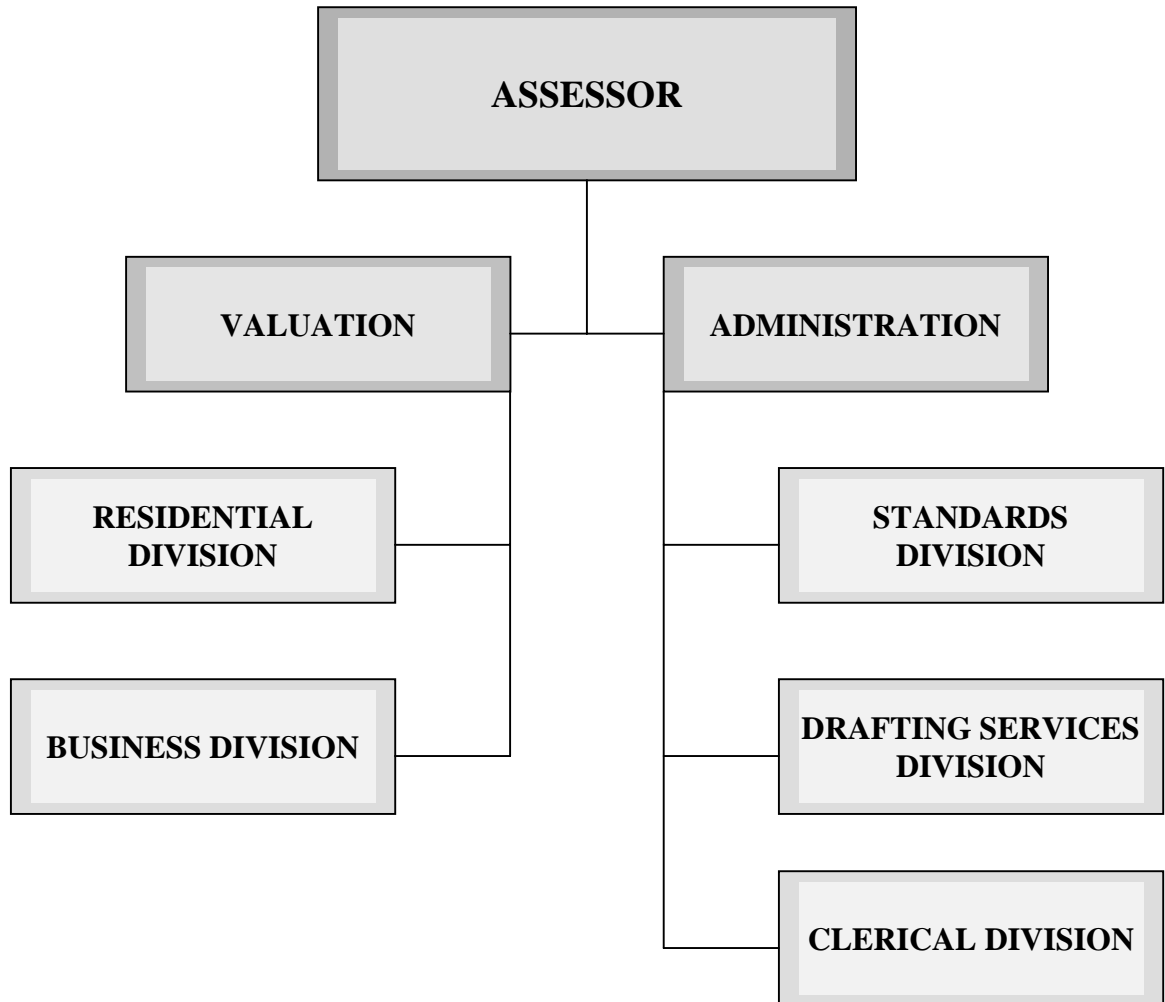 ASSESSOR
VALUATION
ADMINISTRATION
RESIDENTIAL
DIVISION
STANDARDS
DIVISION
BUSINESS DIVISION
DRAFTING SERVICES
DIVISION
CLERICAL DIVISION